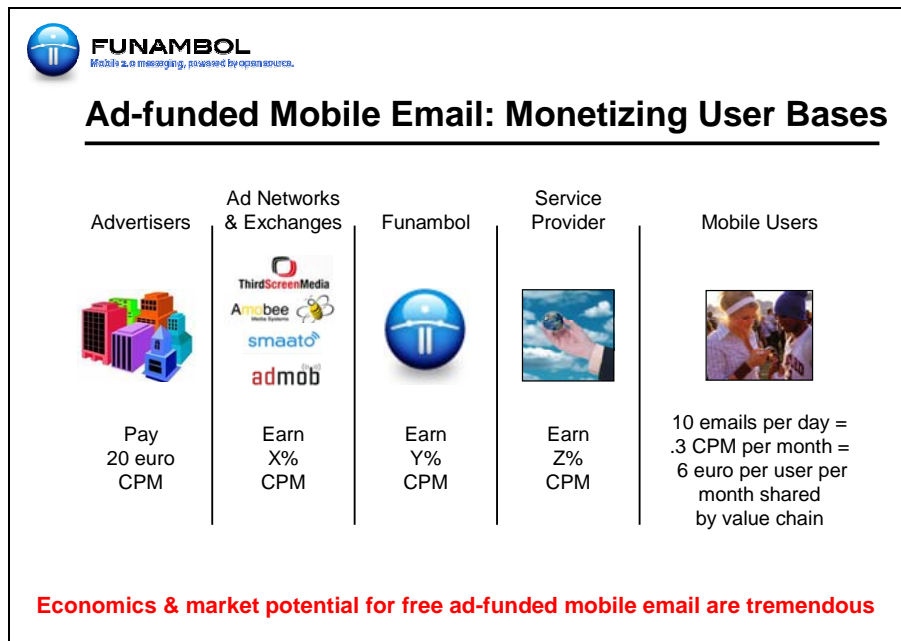 FUNAMBOL
Mobile 2.0 messaging, powered by open source.
Ad-funded Mobile Email: Monetizing User Bases
Advertisers
Ad Networks
& Exchanges
Funambol
Service
Provider
Mobile Users
ThirdScreenMedia
Amobee
Media Systems
smaato
admob
Pay
20 euro
CPM
Earn
X%
CPM
Earn
Y%
CPM
Earn
Z%
CPM
10 emails per day =
.3 CPM per month =
6 euro per user per
month shared
by value chain
Economics & market potential for free ad-funded mobile email are tremendous